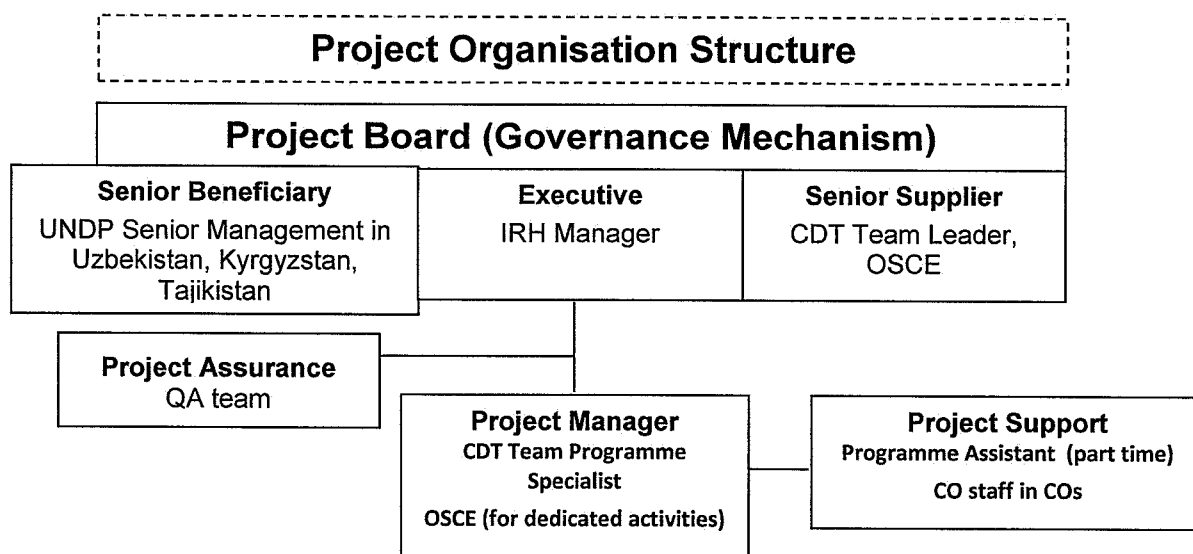 Project Organisation Structure
Project Board (Governance Mechanism)
Senior Beneficiary
UNDP Senior Management in
Uzbekistan, Kyrgyzstan,
Tajikistan
Executive
IRH Manager
Senior Supplier
CDT Team Leader,
OSCE
Project Assurance
QA team
Project Manager
CDT Team Programme
Specialist
OSCE (for dedicated activities)
Project Support
Programme Assistant (part time)
CO staff in COs